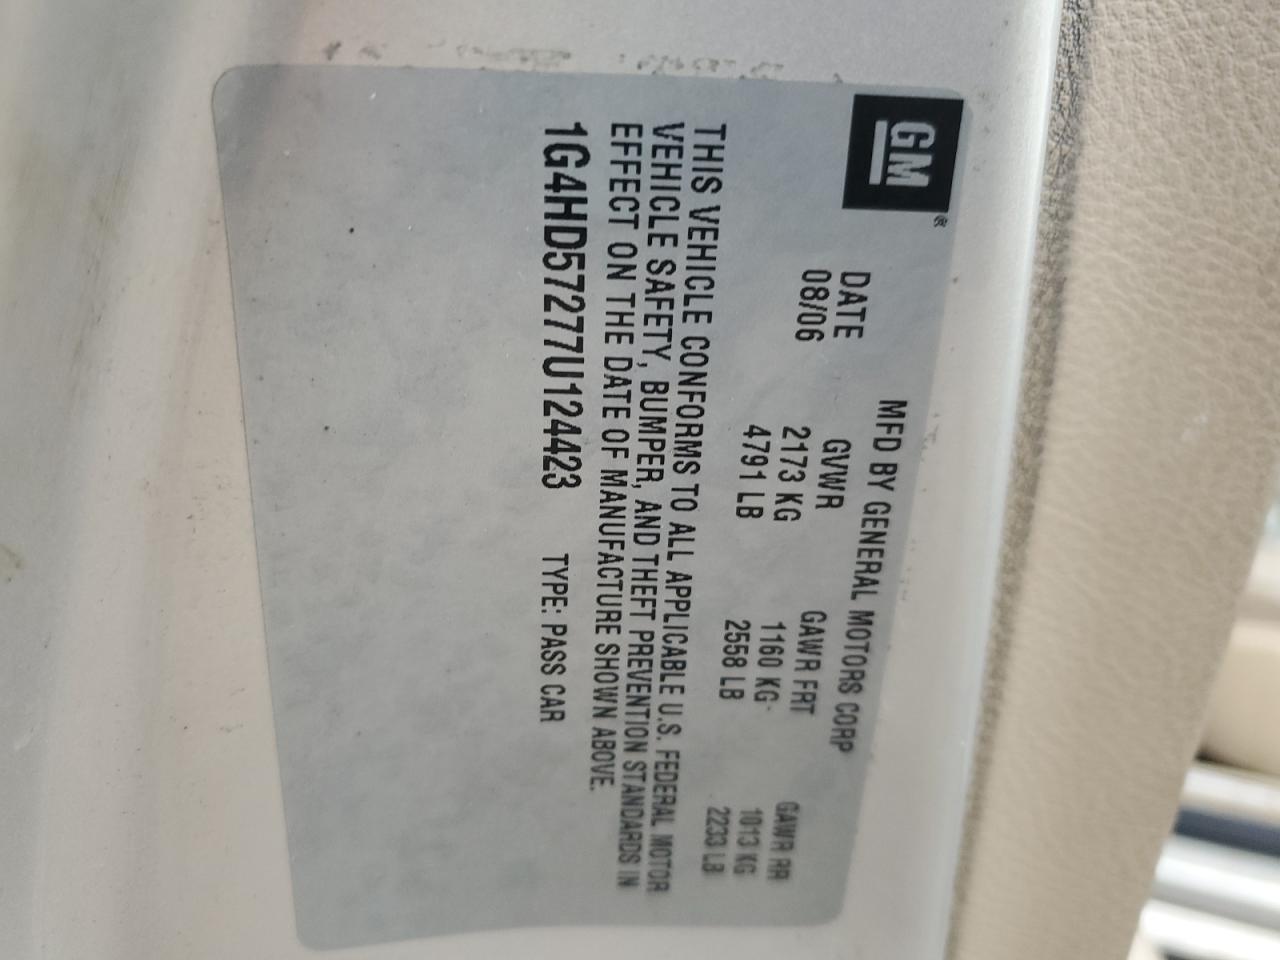 GM®
MFD BY GENERAL MOTORS CORP
DATE GVWR GAWR FRT GAWR RR
08/06 2173 KG 1160 KG 1013 KG
4791 LB 2558 LB 2233 LB
THIS VEHICLE CONFORMS TO ALL APPLICABLE U.S. FEDERAL MOTOR
VEHICLE SAFETY, BUMPER, AND THEFT PREVENTION STANDARDS IN
EFFECT ON THE DATE OF MANUFACTURE SHOWN ABOVE.
1G4HD57277U124423 TYPE: PASS CAR